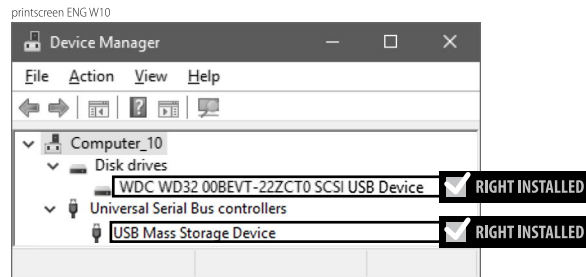 printscreen ENG W10
Device Manager
File Action View Help
Computer_10
Disk drives
WDC WD32 00BEVT-22ZCT0 SCSI USB Device RIGHT INSTALLED
Universal Serial Bus controllers
USB Mass Storage Device RIGHT INSTALLED